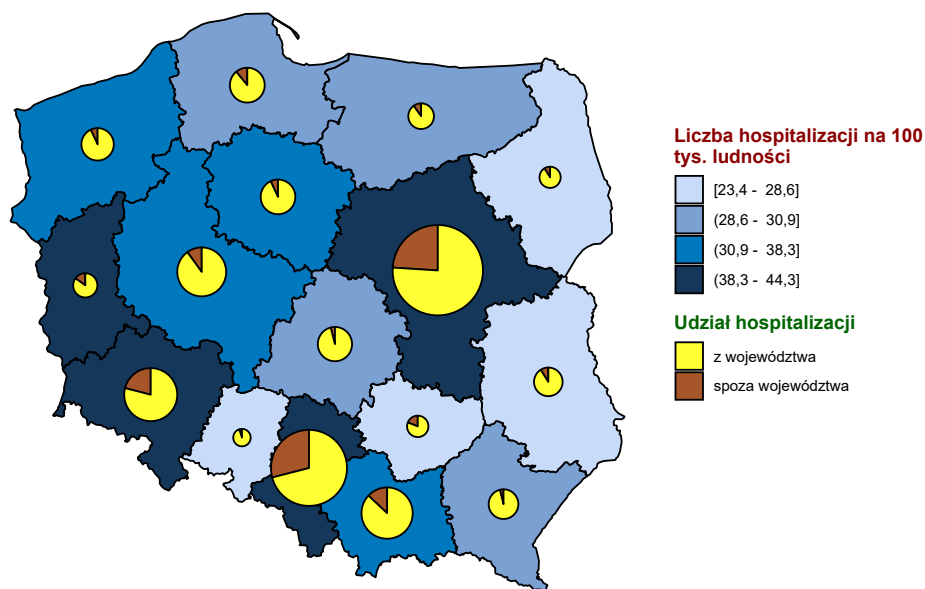 Liczba hospitalizacji na 100
tys. ludności
[23,4 - 28,6]
(28,6 - 30,9]
(30,9 - 38,3]
(38,3 - 44,3]
Udział hospitalizacji
z województwa
spoza województwa